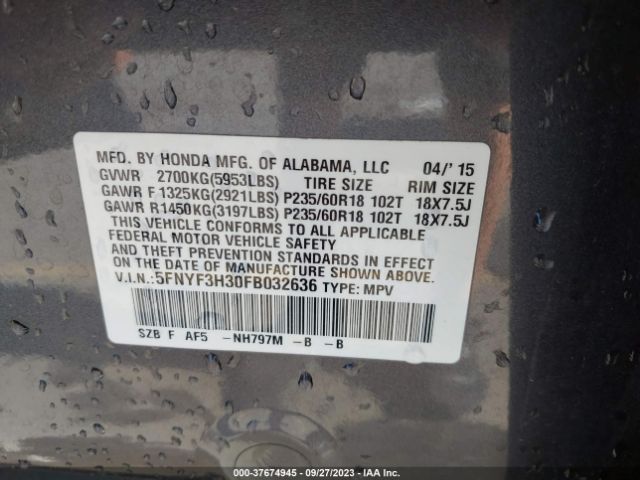 MFD. BY HONDA MFG. OF ALABAMA, LLC 04/' 15
GVWR 2700KG(5953LBS) TIRE SIZE RIM SIZE
GAWR F 1325KG(2921LBS) P235/60R18 102T 18X7.5J
GAWR R1450KG(3197LBS) P235/60R18 102T 18X7.5J
THIS VEHICLE CONFORMS TO ALL APPLICABLE
FEDERAL MOTOR VEHICLE SAFETY
AND THEFT PREVENTION STANDARDS IN EFFECT
ON THE DATE OF MANUFACTURE SHOWN ABOVE.
V.I.N.: 5FNYF3H30FB032636 TYPE: MPV
SZB F AF5 -NH797M -B -B
000-37674945 - 09/27/2023 - IAA Inc.